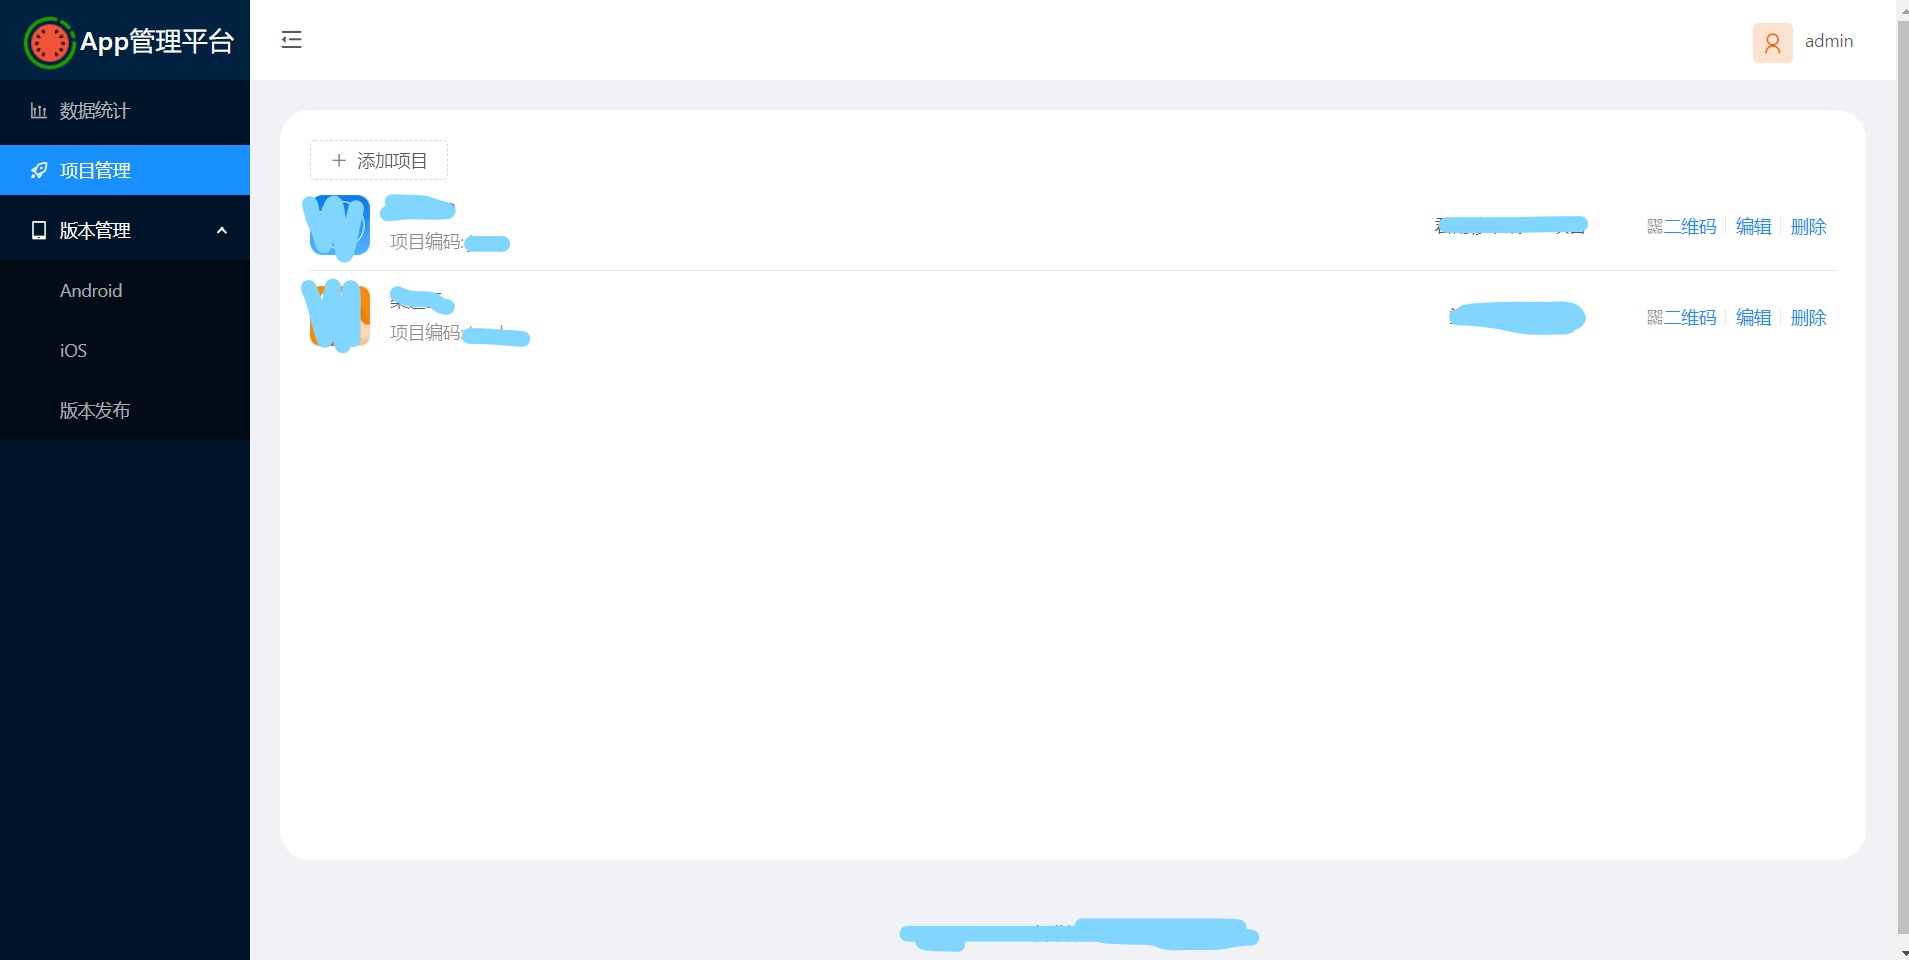 App管理平台
admin
数据统计
项目管理
版本管理
Android
iOS
版本发布
添加项目
项目编码:
二维码 编辑 删除
项目编码:
二维码 编辑 删除